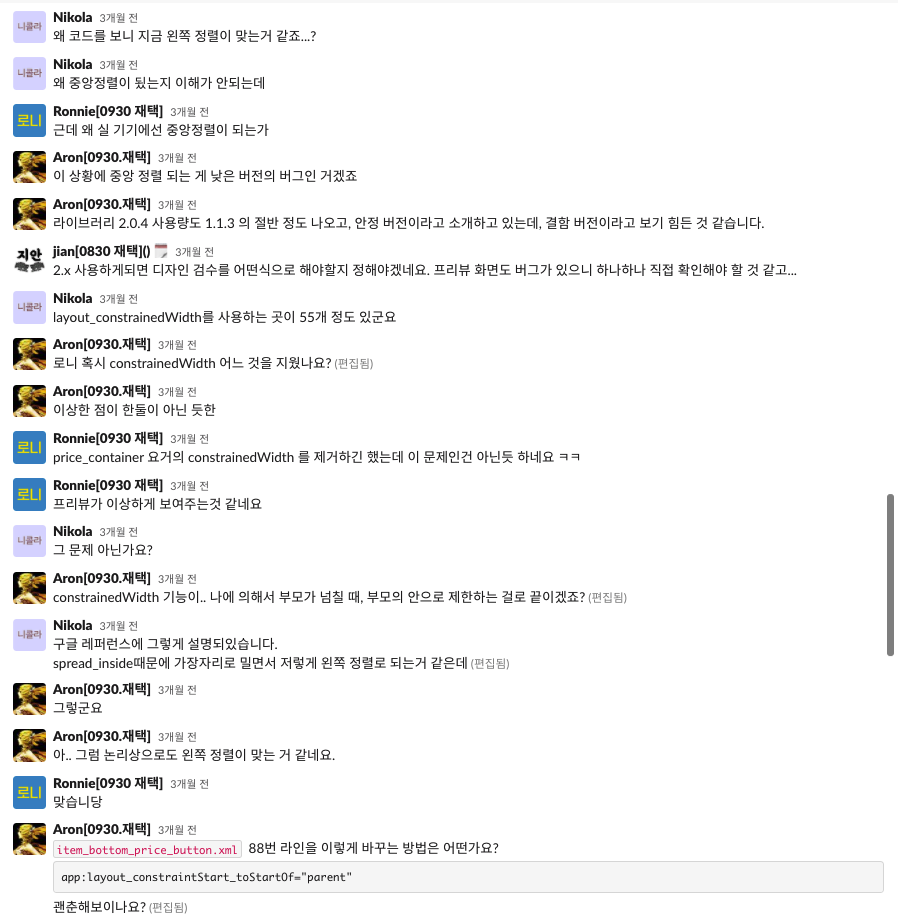 니콜라
Nikola 3개월 전
왜 코드를 보니 지금 왼쪽 정렬이 맞는거 같죠...?
니콜라
Nikola 3개월 전
왜 중앙정렬이 됬는지 이해가 안되는데
로니
Ronnie[0930 재택] 3개월 전
근데 왜 실 기기에선 중앙정렬이 되는가
Aron[0930.재택] 3개월 전
이 상황에 중앙 정렬 되는 게 낮은 버전의 버그인 거겠죠
Aron[0930.재택] 3개월 전
라이브러리 2.0.4 사용량도 1.1.3 의 절반 정도 나오고, 안정 버전이라고 소개하고 있는데, 결함 버전이라고 보기 힘든 것 같습니다.
지안
jian[0830 재택]() 3개월 전
2.x 사용하게되면 디자인 검수를 어떤식으로 해야할지 정해야겠네요. 프리뷰 화면도 버그가 있으니 하나하나 직접 확인해야 할 것 같고...
니콜라
Nikola 3개월 전
layout_constrainedWidth를 사용하는 곳이 55개 정도 있군요
Aron[0930.재택] 3개월 전
로니 혹시 constrainedWidth 어느 것을 지웠나요? (편집됨)
Aron[0930.재택] 3개월 전
이상한 점이 한둘이 아닌 듯한
로니
Ronnie[0930 재택] 3개월 전
price_container 요거의 constrainedWidth 를 제거하긴 했는데 이 문제인건 아닌듯 하네요 ㅋㅋ
로니
Ronnie[0930 재택] 3개월 전
프리뷰가 이상하게 보여주는것 같네요
니콜라
Nikola 3개월 전
그 문제 아닌가요?
Aron[0930.재택] 3개월 전
constrainedWidth 기능이.. 나에 의해서 부모가 넘칠 때, 부모의 안으로 제한하는 걸로 끝이겠죠? (편집됨)
니콜라
Nikola 3개월 전
구글 레퍼런스에 그렇게 설명되있습니다.
spread_inside때문에 가장자리로 밀면서 저렇게 왼쪽 정렬로 되는거 같은데 (편집됨)
Aron[0930.재택] 3개월 전
그렇군요
Aron[0930.재택] 3개월 전
아.. 그럼 논리상으로도 왼쪽 정렬이 맞는 거 같네요.
로니
Ronnie[0930 재택] 3개월 전
맞습니당
Aron[0930.재택] 3개월 전
item_bottom_price_button.xml 88번 라인을 이렇게 바꾸는 방법은 어떤가요?
app:layout_constraintStart_toStartOf="parent"
괜춘해보이나요? (편집됨)